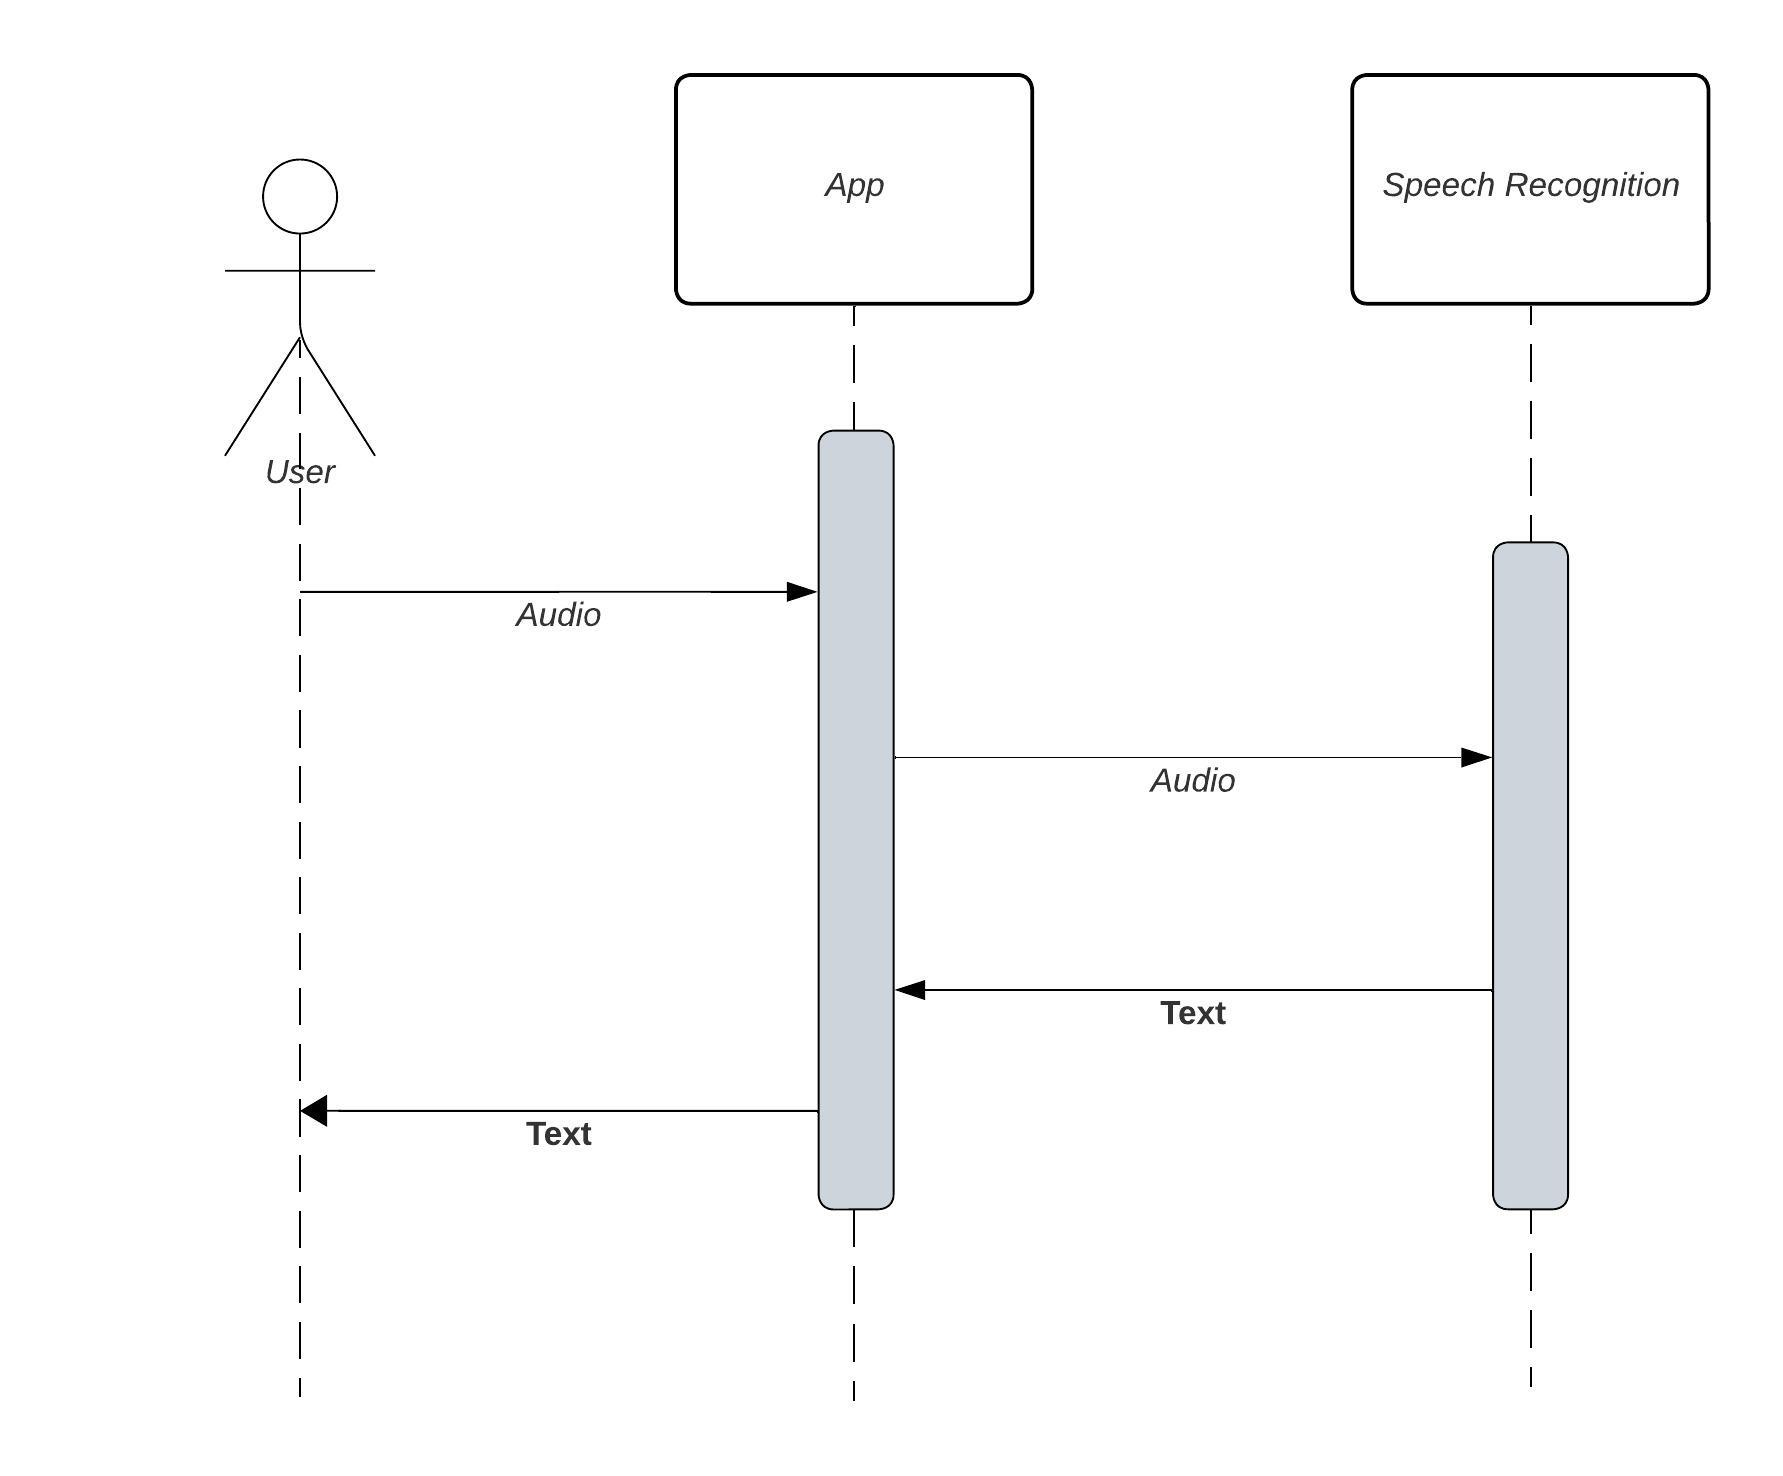 App
Speech Recognition
User
Audio
Audio
Text
Text